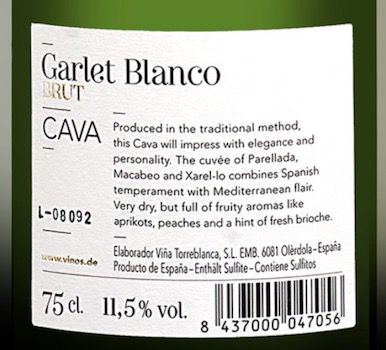 Garlet Blanco
BRUT
CAVA
Produced in the traditional method,
this Cava will impress with elegance and
personality. The cuvée of Parellada,
Macabeo and Xarel-lo combines Spanish
temperament with Mediterranean flair.
Very dry, but full of fruity aromas like
aprikots, peaches and a hint of fresh brioche.
L-08092
www.vinos.de
Elaborador Viña Torreblanca, S.L. EMB. 6081 Olèrdola-España
Producto de España-Enthält Sulfite-Contiene Sulfitos
75 cl. 11,5% vol.
8 437000 047056